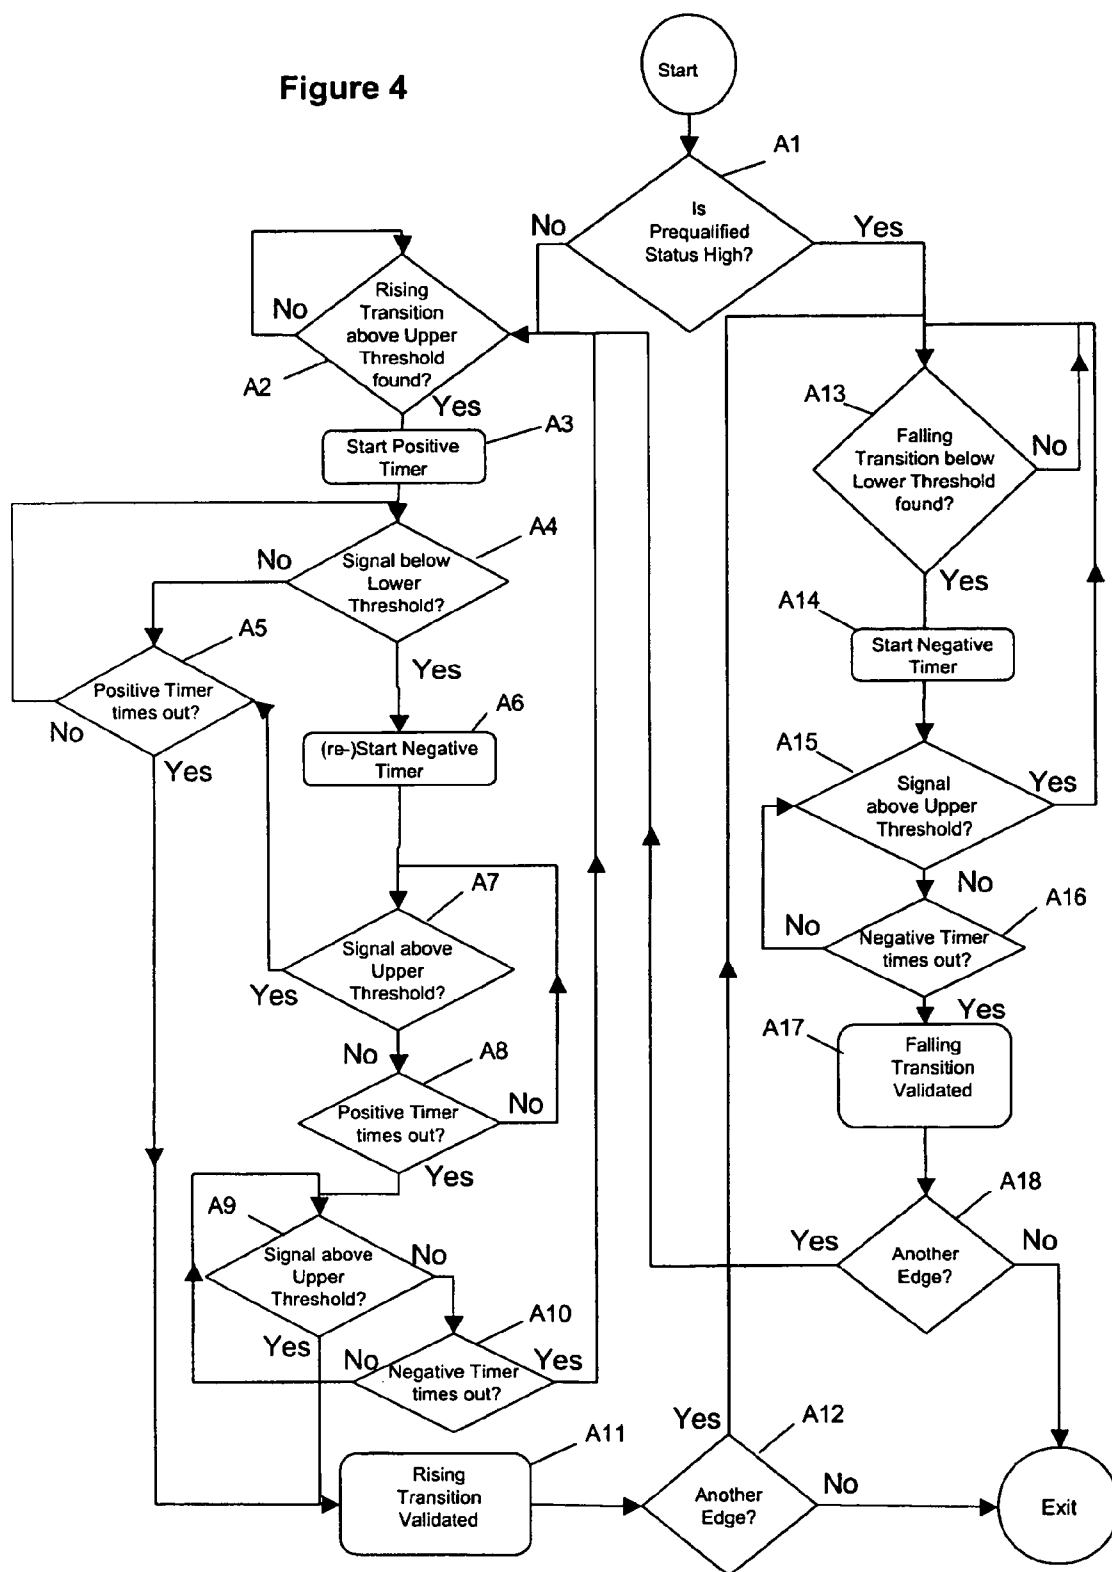 Figure 4
Start
A1
Is
Prequalified
Status High?
No
Yes
Rising
Transition
above Upper
Threshold
found?
No
A2
Yes
A3
Start Positive
Timer
A4
Signal below
Lower
Threshold?
No
Yes
A5
Positive Timer
times out?
No
Yes
A6
(re-)Start Negative
Timer
A7
Signal above
Upper
Threshold?
Yes
No
A8
Positive Timer
times out?
No
Yes
A9
Signal above
Upper
Threshold?
No
Yes
A10
Negative Timer
times out?
No
Yes
A11
Rising
Transition
Validated
A12
Another
Edge?
Yes
No
A13
Falling
Transition below
Lower Threshold
found?
No
Yes
A14
Start Negative
Timer
A15
Signal
above Upper
Threshold?
Yes
No
A16
Negative Timer
times out?
No
Yes
A17
Falling
Transition
Validated
A18
Another
Edge?
Yes
No
Exit